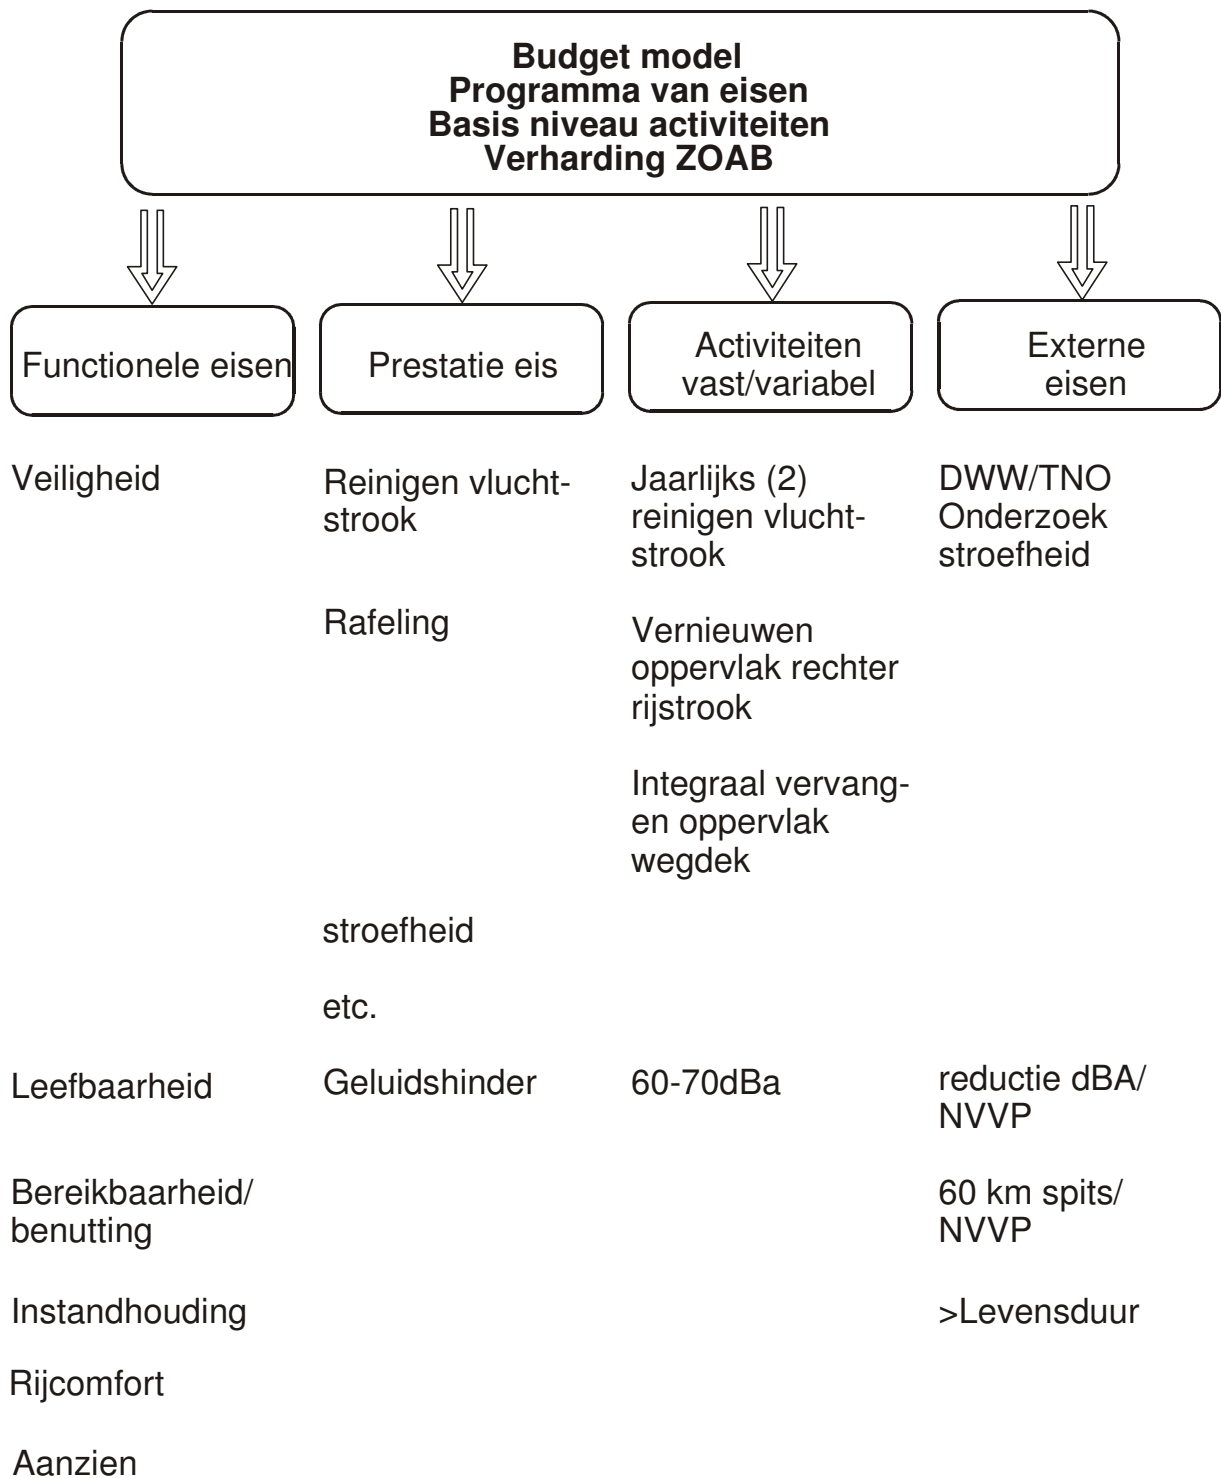 Budget model
Programma van eisen
Basis niveau activiteiten
Verharding ZOAB
Functionele eisen
Prestatie eis
Activiteiten
vast/variabel
Externe
eisen
Veiligheid
Reinigen vlucht-
strook
Jaarlijks (2)
reinigen vlucht-
strook
DWW/TNO
Onderzoek
stroefheid
Rafeling
Vernieuwen
oppervlak rechter
rijstrook
Integraal vervang-
en oppervlak
wegdek
stroefheid
etc.
Leefbaarheid
Geluidshinder
60-70dBa
reductie dBA/
NVVP
Bereikbaarheid/
benutting
60 km spits/
NVVP
Instandhouding
>Levensduur
Rijcomfort
Aanzien